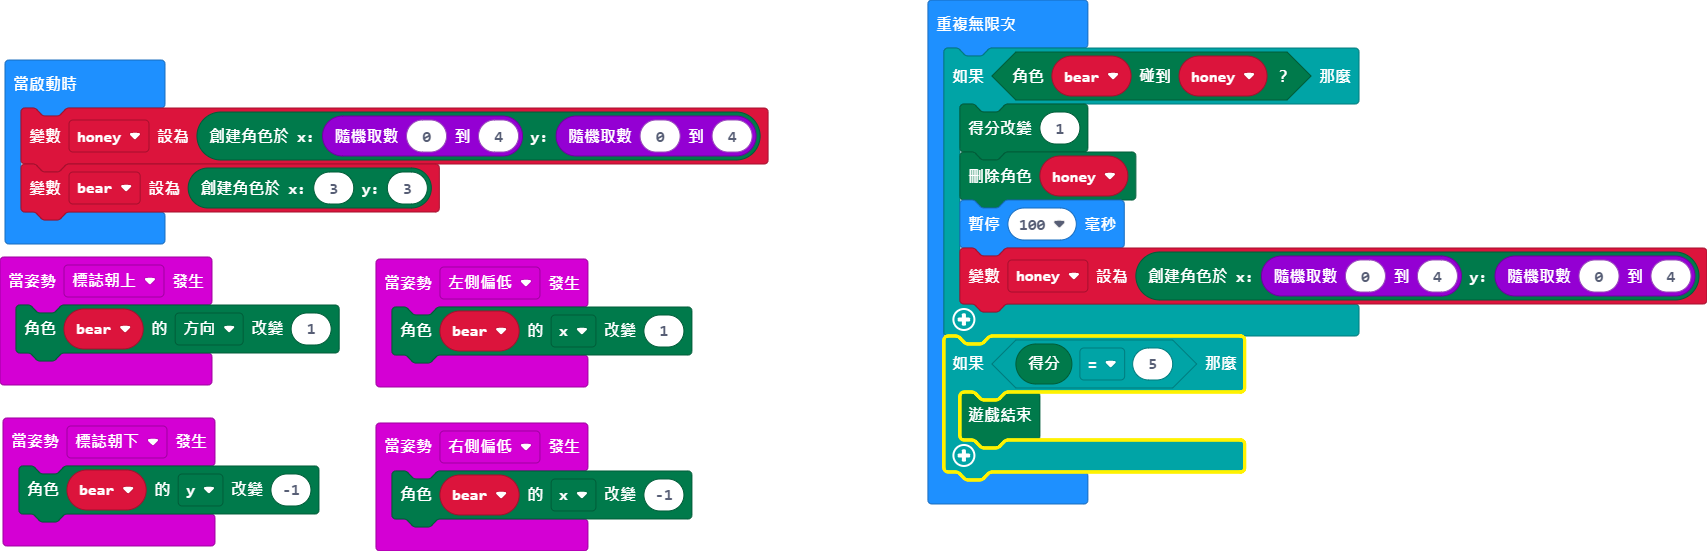 當啟動時
變數 honey 設為 創建角色於 x: 隨機取數 0 到 4 y: 隨機取數 0 到 4
變數 bear 設為 創建角色於 x: 3 y: 3
當姿勢 標誌朝上 發生
角色 bear 的 方向 改變 1
當姿勢 左側偏低 發生
角色 bear 的 x 改變 1
當姿勢 標誌朝下 發生
角色 bear 的 y 改變 -1
當姿勢 右側偏低 發生
角色 bear 的 x 改變 -1
重複無限次
如果 角色 bear 碰到 honey ? 那麼
得分改變 1
刪除角色 honey
暫停 100 毫秒
變數 honey 設為 創建角色於 x: 隨機取數 0 到 4 y: 隨機取數 0 到 4
如果 得分 = 5 那麼
遊戲結束